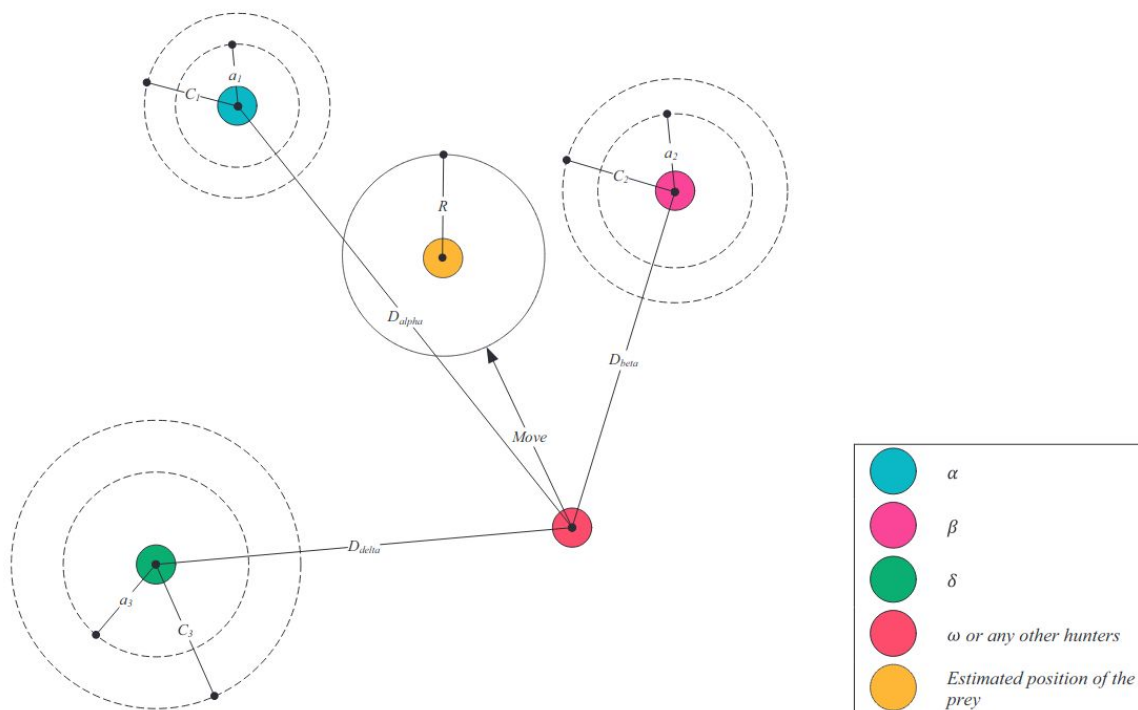 a1
C1
a2
C2
R
Dalpha
Dbeta
Move
Ddelta
a3
C3
α
β
δ
ω or any other hunters
Estimated position of the
prey